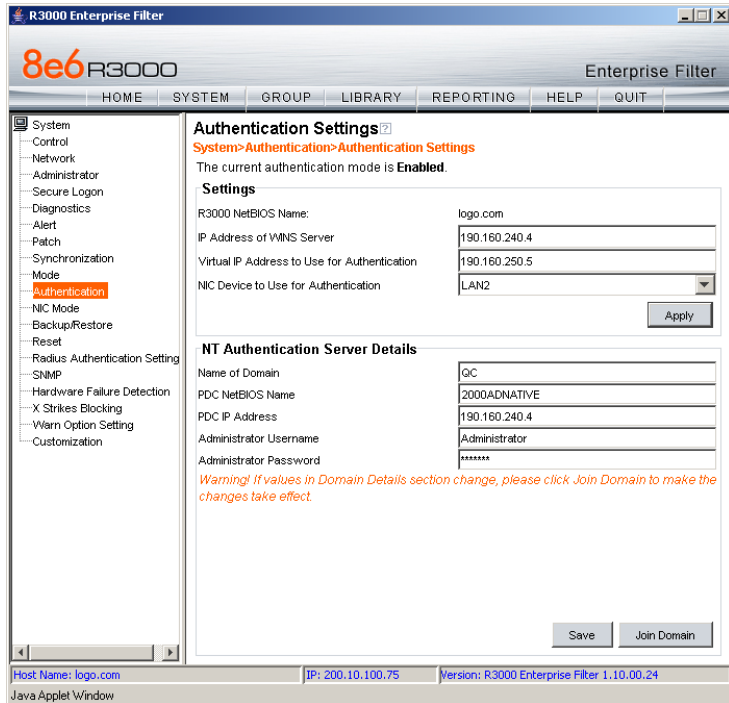 R3000 Enterprise Filter
8e6 R3000
Enterprise Filter
HOME SYSTEM GROUP LIBRARY REPORTING HELP QUIT
System
Control
Network
Administrator
Secure Logon
Diagnostics
Alert
Patch
Synchronization
Mode
Authentication
NIC Mode
Backup/Restore
Reset
Radius Authentication Setting
SNMP
Hardware Failure Detection
X Strikes Blocking
Warn Option Setting
Customization
Authentication Settings ?
System>Authentication>Authentication Settings
The current authentication mode is Enabled.
Settings
R3000 NetBIOS Name: logo.com
IP Address of WINS Server 190.160.240.4
Virtual IP Address to Use for Authentication 190.160.250.5
NIC Device to Use for Authentication LAN2
Apply
NT Authentication Server Details
Name of Domain QC
PDC NetBIOS Name 2000ADNATIVE
PDC IP Address 190.160.240.4
Administrator Username Administrator
Administrator Password *******
Warning! If values in Domain Details section change, please click Join Domain to make the
changes take effect.
Save Join Domain
Host Name: logo.com IP: 200.10.100.75 Version: R3000 Enterprise Filter 1.10.00.24
Java Applet Window